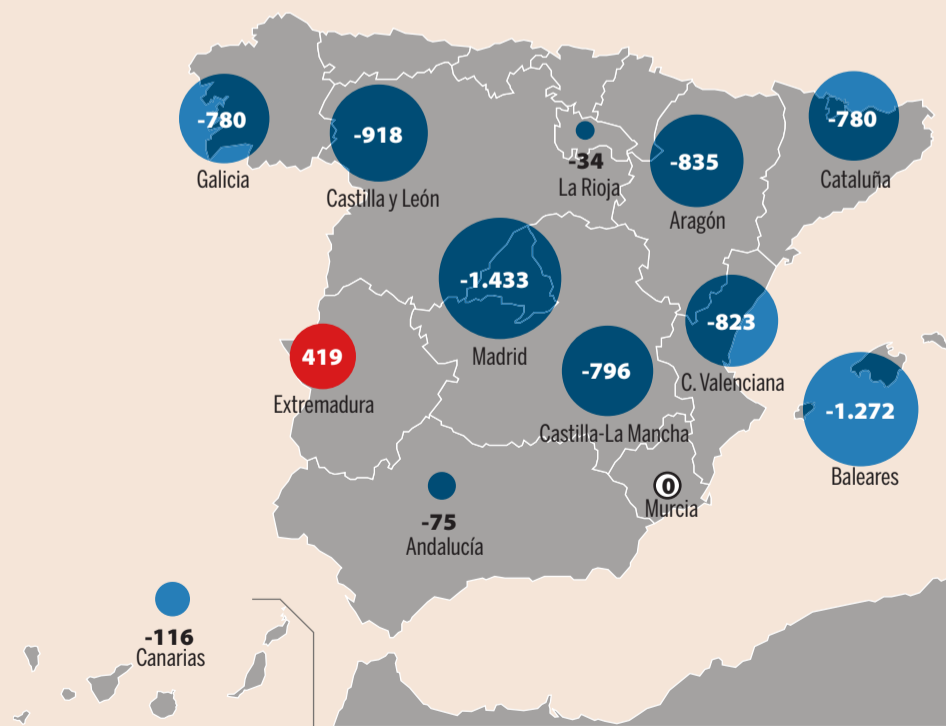 -780
Galicia
-918
Castilla y León
-34
La Rioja
-835
Aragón
-780
Cataluña
-1.433
Madrid
-823
C. Valenciana
419
Extremadura
-796
Castilla-La Mancha
-1.272
Baleares
-75
Andalucía
0
Murcia
-116
Canarias